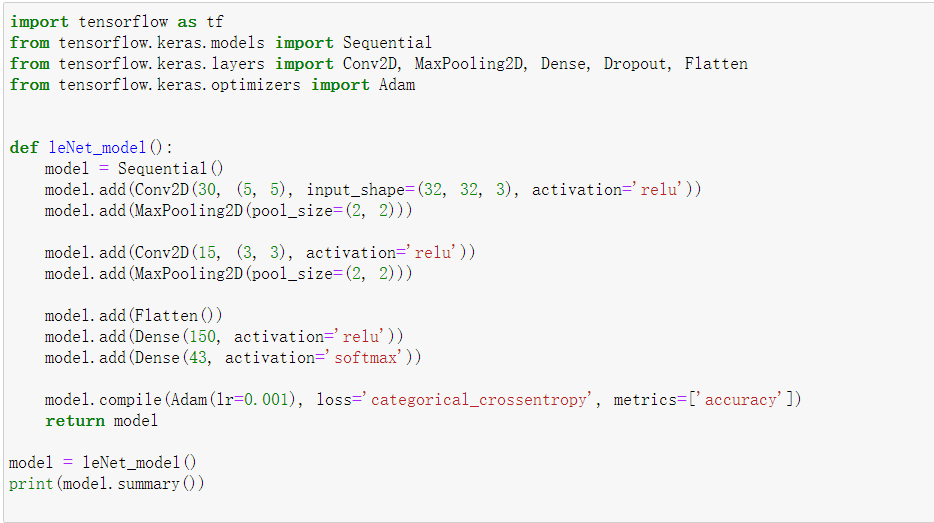 import tensorflow as tf
from tensorflow.keras.models import Sequential
from tensorflow.keras.layers import Conv2D, MaxPooling2D, Dense, Dropout, Flatten
from tensorflow.keras.optimizers import Adam
def leNet_model():
    model = Sequential()
    model.add(Conv2D(30, (5, 5), input_shape=(32, 32, 3), activation='relu'))
    model.add(MaxPooling2D(pool_size=(2, 2)))
    model.add(Conv2D(15, (3, 3), activation='relu'))
    model.add(MaxPooling2D(pool_size=(2, 2)))
    model.add(Flatten())
    model.add(Dense(150, activation='relu'))
    model.add(Dense(43, activation='softmax'))
    model.compile(Adam(lr=0.001), loss='categorical_crossentropy', metrics=['accuracy'])
    return model
model = leNet_model()
print(model.summary())